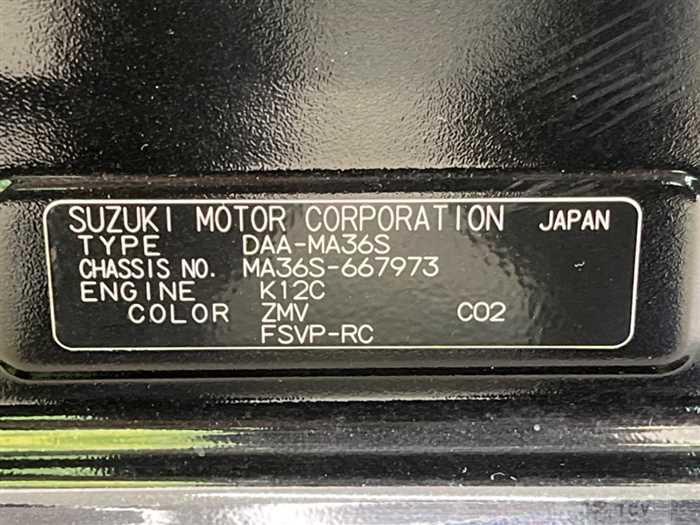 SUZUKI MOTOR CORPORATION JAPAN
TYPE DAA-MA36S
CHASSIS NO. MA36S-667973
ENGINE K12C
COLOR ZMV C02
FSVP-RC